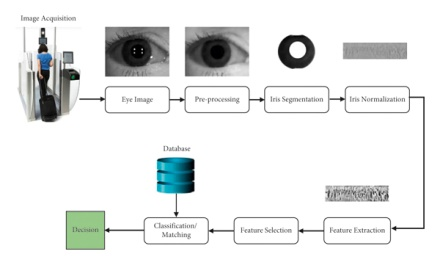 Image Acquisition
Eye Image
Pre-processing
Iris Segmentation
Iris Normalization
Database
Decision
Classification/
Matching
Feature Selection
Feature Extraction